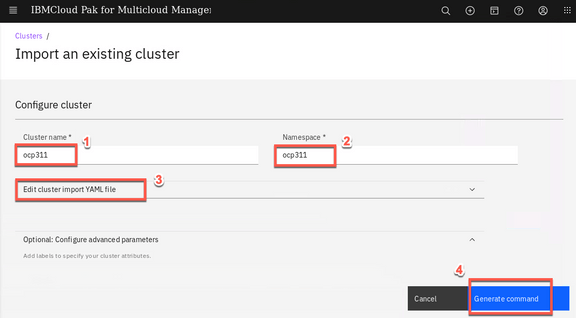 IBMCloud Pak for Multicloud Manage
Clusters /
Import an existing cluster
Configure cluster
Cluster name * 1
Namespace * 2
ocp311
ocp311
3
Edit cluster import YAML file
Optional: Configure advanced parameters
Add labels to specify your cluster attributes.
4
Cancel
Generate command